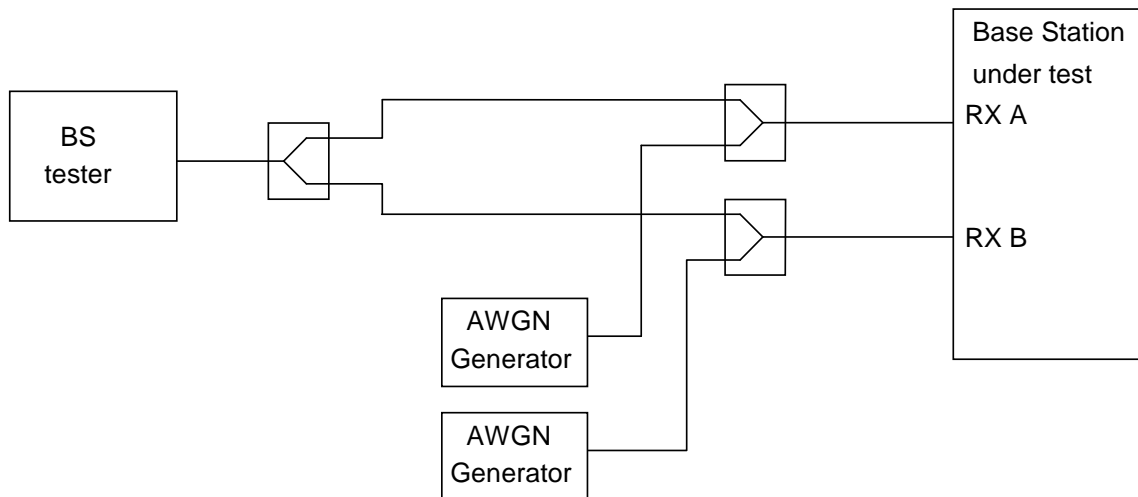 BS
tester
Base Station
under test
RX A
RX B
AWGN
Generator
AWGN
Generator